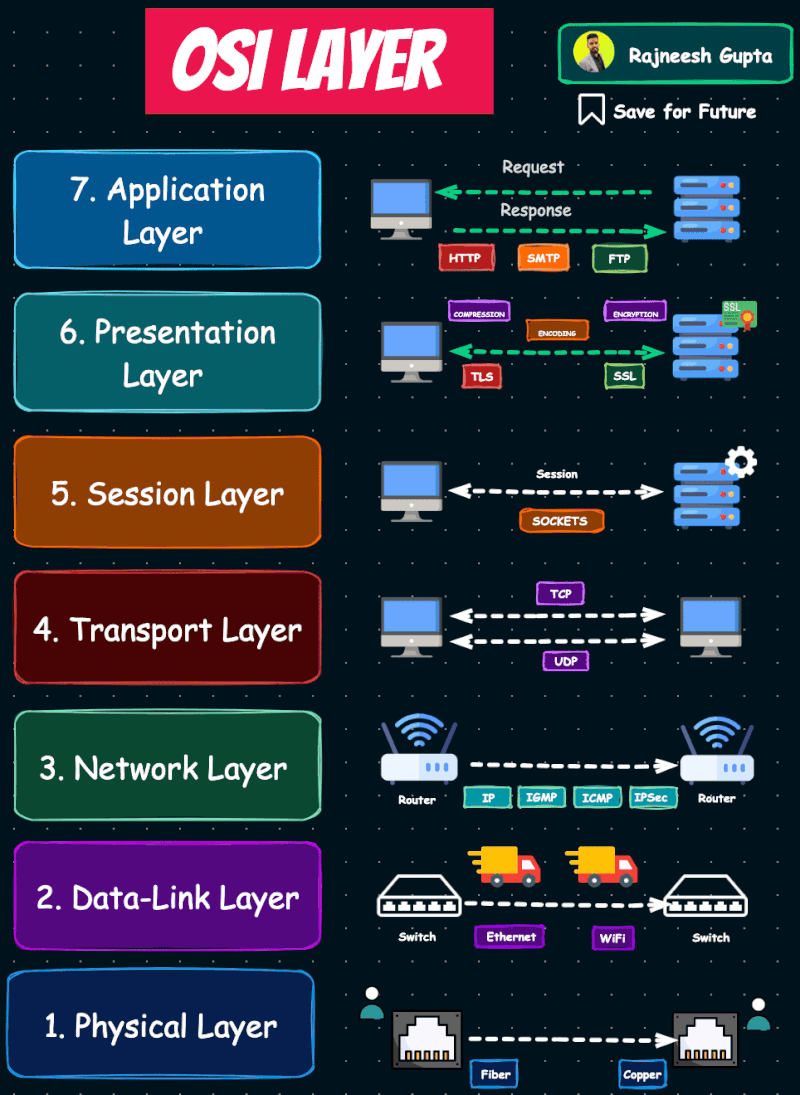 OSI LAYER
Rajneesh Gupta
Save for Future
7. Application
Layer
Request
Response
HTTP
SMTP
FTP
6. Presentation
Layer
COMPRESSION
ENCRYPTION
ENCODING
SSL
TLS
SSL
5. Session Layer
Session
SOCKETS
4. Transport Layer
TCP
UDP
3. Network Layer
Router
IP
IGMP
ICMP
IPSec
Router
2. Data-Link Layer
Switch
Ethernet
WiFi
Switch
1. Physical Layer
Fiber
Copper